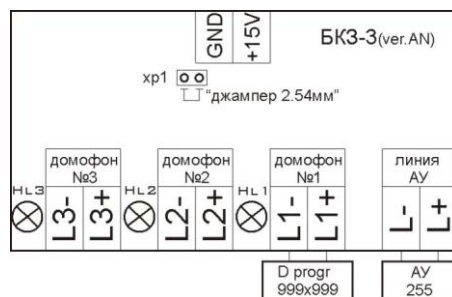 GND
+15V
БКЗ-3(ver.AN)
хр1
"джампер 2.54мм"
домофон
№3
домофон
№2
домофон
№1
линия
АУ
HL3
L3-
L3+
HL2
L2-
L2+
HL1
L1-
L1+
L-
L+
D progr
999x999
АУ
255